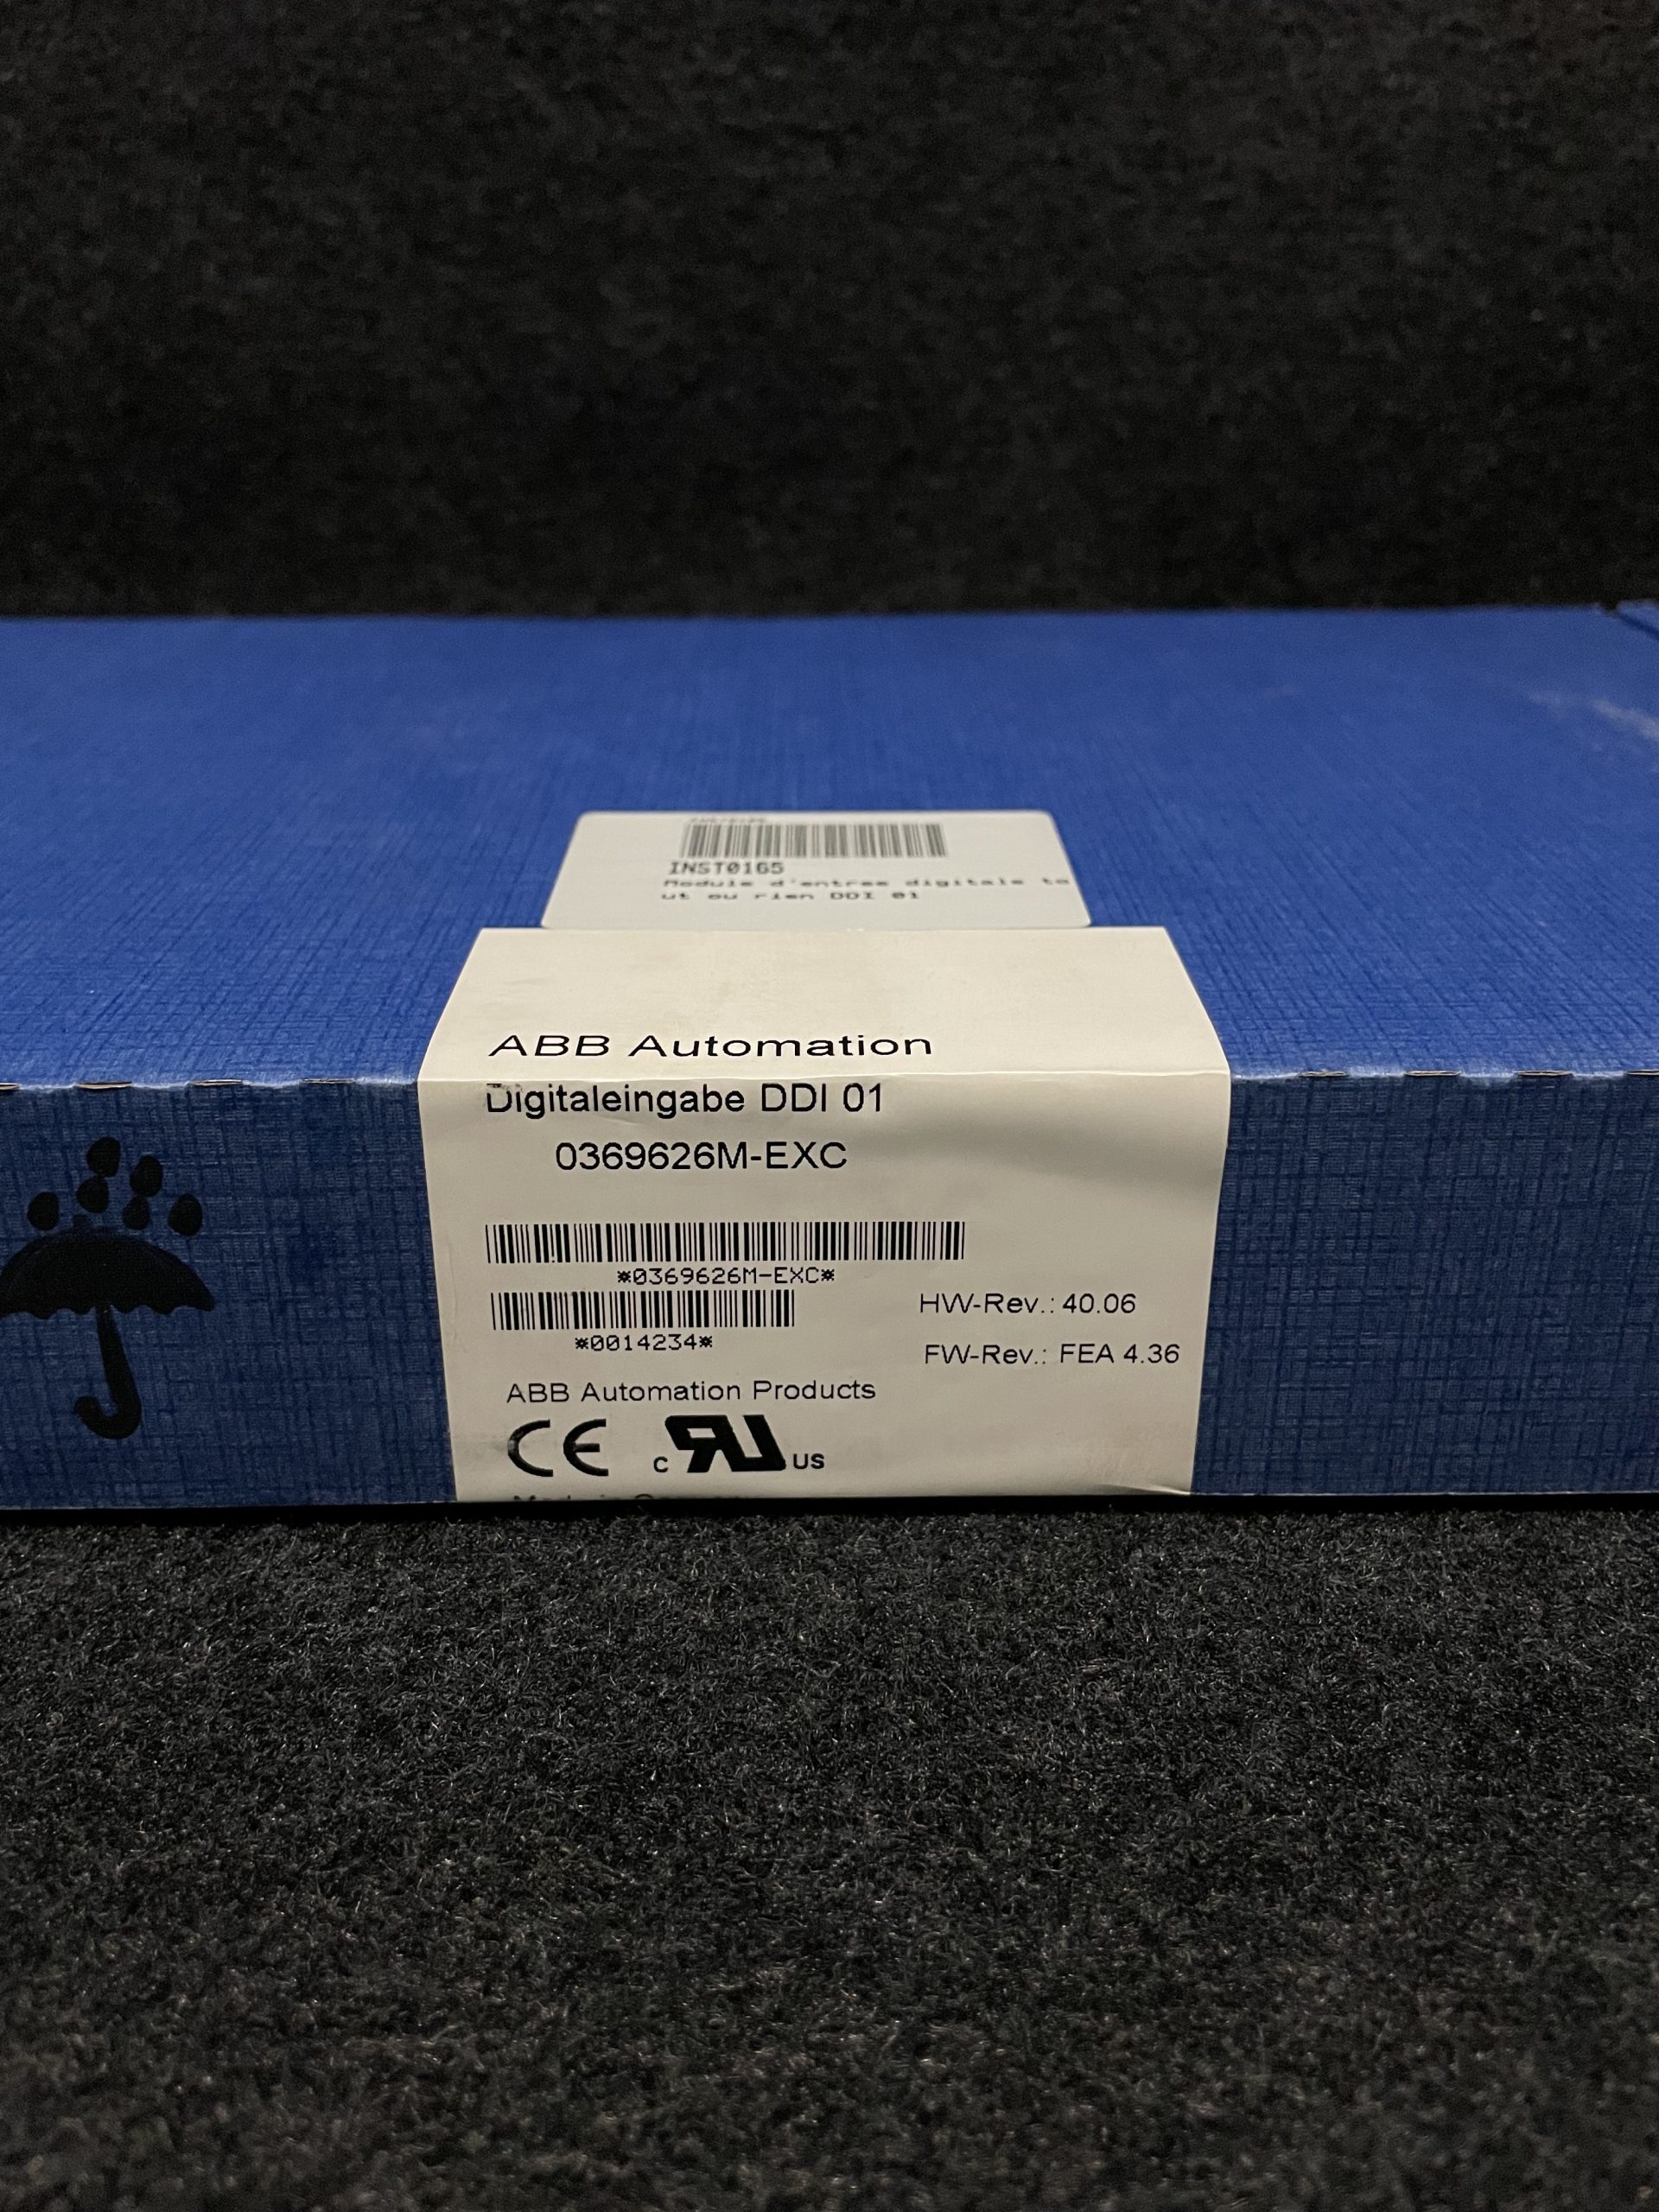 INST0165
Module d'entree digitale to
ut ou rien DDI 01
ABB Automation
Digitaleingabe DDI 01
0369626M-EXC
*0369626M-EXC*
*0014234*
HW-Rev.: 40.06
FW-Rev.: FEA 4.36
ABB Automation Products
CE c RU US